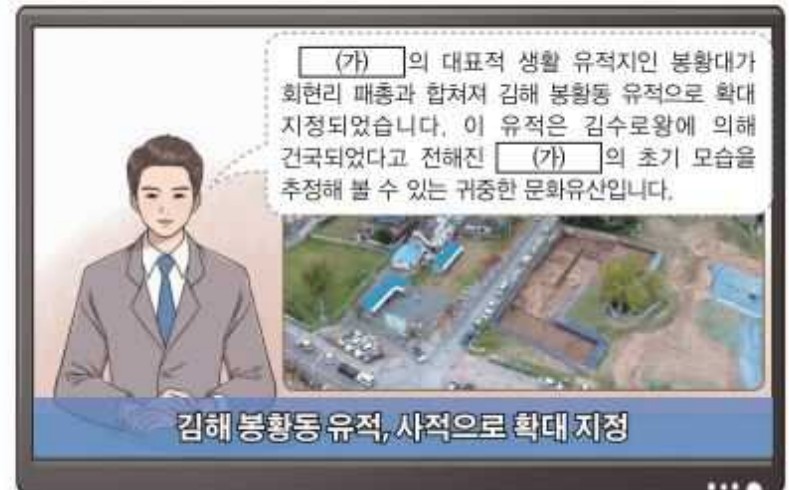 (가) 의 대표적 생활 유적지인 봉황대가
회현리 패총과 합쳐져 김해 봉황동 유적으로 확대
지정되었습니다. 이 유적은 김수로왕에 의해
건국되었다고 전해진 (가) 의 초기 모습을
추정해 볼 수 있는 귀중한 문화유산입니다.
김해 봉황동 유적, 사적으로 확대 지정